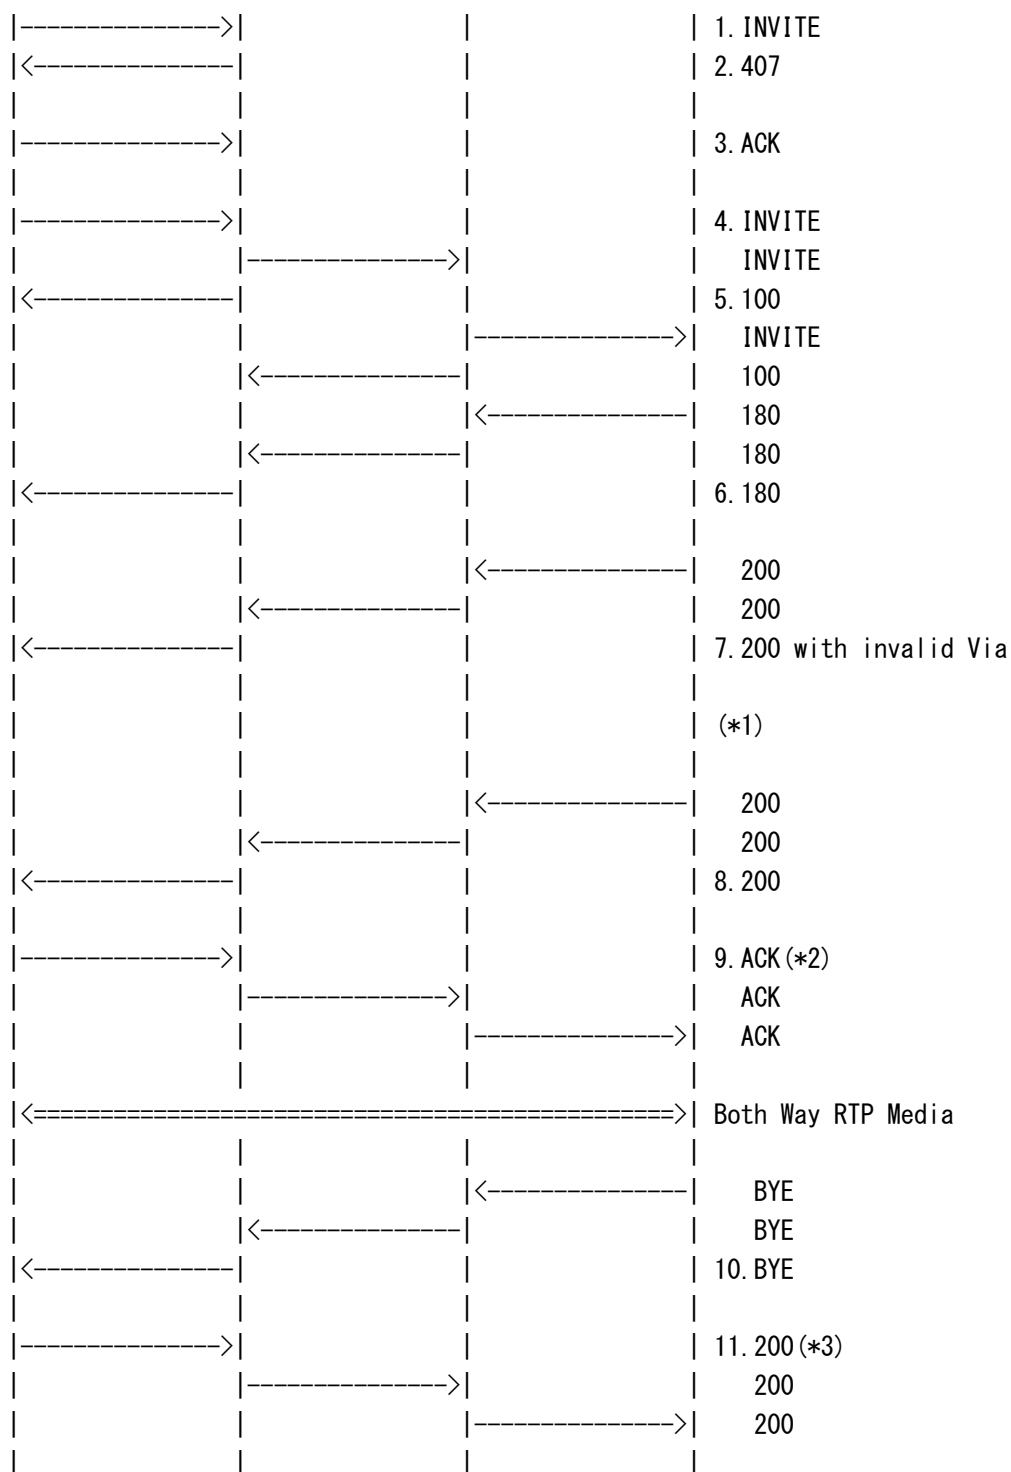 1. INVITE
2. 407
3. ACK
4. INVITE
INVITE
5. 100
INVITE
100
180
180
6. 180
200
200
7. 200 with invalid Via
(*1)
200
200
8. 200
9. ACK(*2)
ACK
ACK
Both Way RTP Media
BYE
BYE
10. BYE
11. 200(*3)
200
200